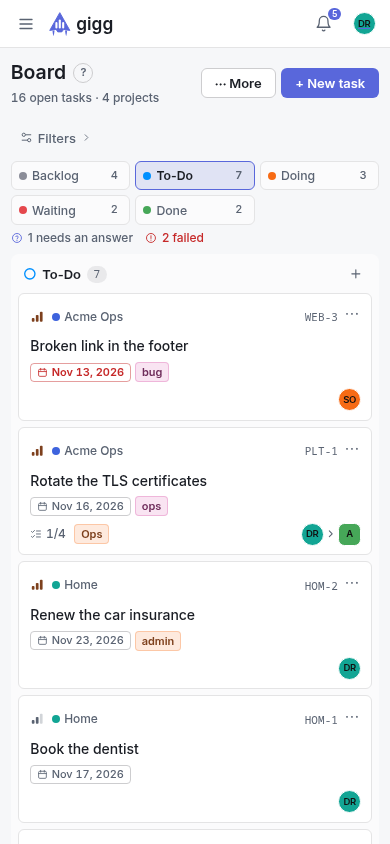 gigg
5
DR
Board ?
16 open tasks · 4 projects
··· More
+ New task
Filters
Backlog 4
To-Do 7
Doing 3
Waiting 2
Done 2
1 needs an answer
2 failed
To-Do 7
Acme Ops WEB-3
Broken link in the footer
Nov 13, 2026 bug
SO
Acme Ops PLT-1
Rotate the TLS certificates
Nov 16, 2026 ops
1/4 Ops DR A
Home HOM-2
Renew the car insurance
Nov 23, 2026 admin
DR
Home HOM-1
Book the dentist
Nov 17, 2026
DR